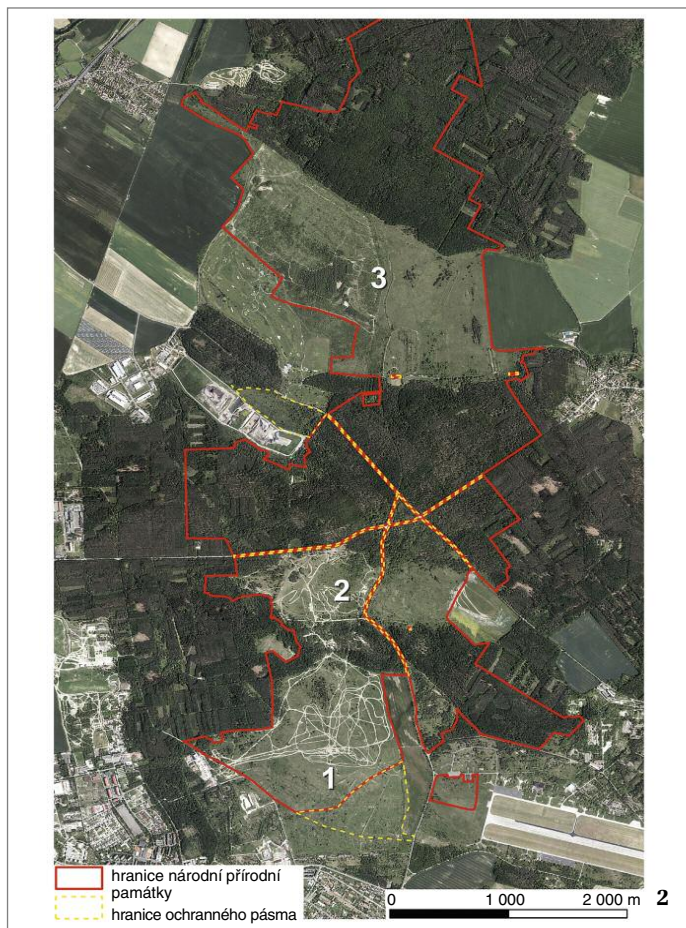 3
2
1
hranice národní přírodní
památky
hranice ochranného pásma
0 1 000 2 000 m
2